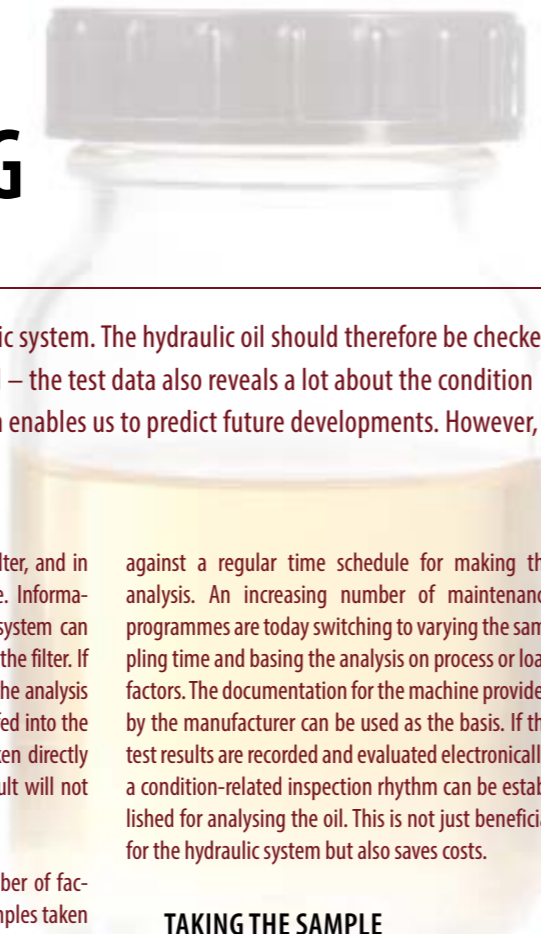 G
ic system. The hydraulic oil should therefore be checke
– the test data also reveals a lot about the condition
enables us to predict future developments. However,
lter, and in
e. Informa-
system can
the filter. If
he analysis
fed into the
ken directly
ult will not
ber of fac-
mples taken
against a regular time schedule for making th
analysis. An increasing number of maintenanc
programmes are today switching to varying the sam
pling time and basing the analysis on process or loa
factors. The documentation for the machine provide
by the manufacturer can be used as the basis. If th
test results are recorded and evaluated electronicall
a condition-related inspection rhythm can be estab
lished for analysing the oil. This is not just beneficia
for the hydraulic system but also saves costs.
TAKING THE SAMPLE